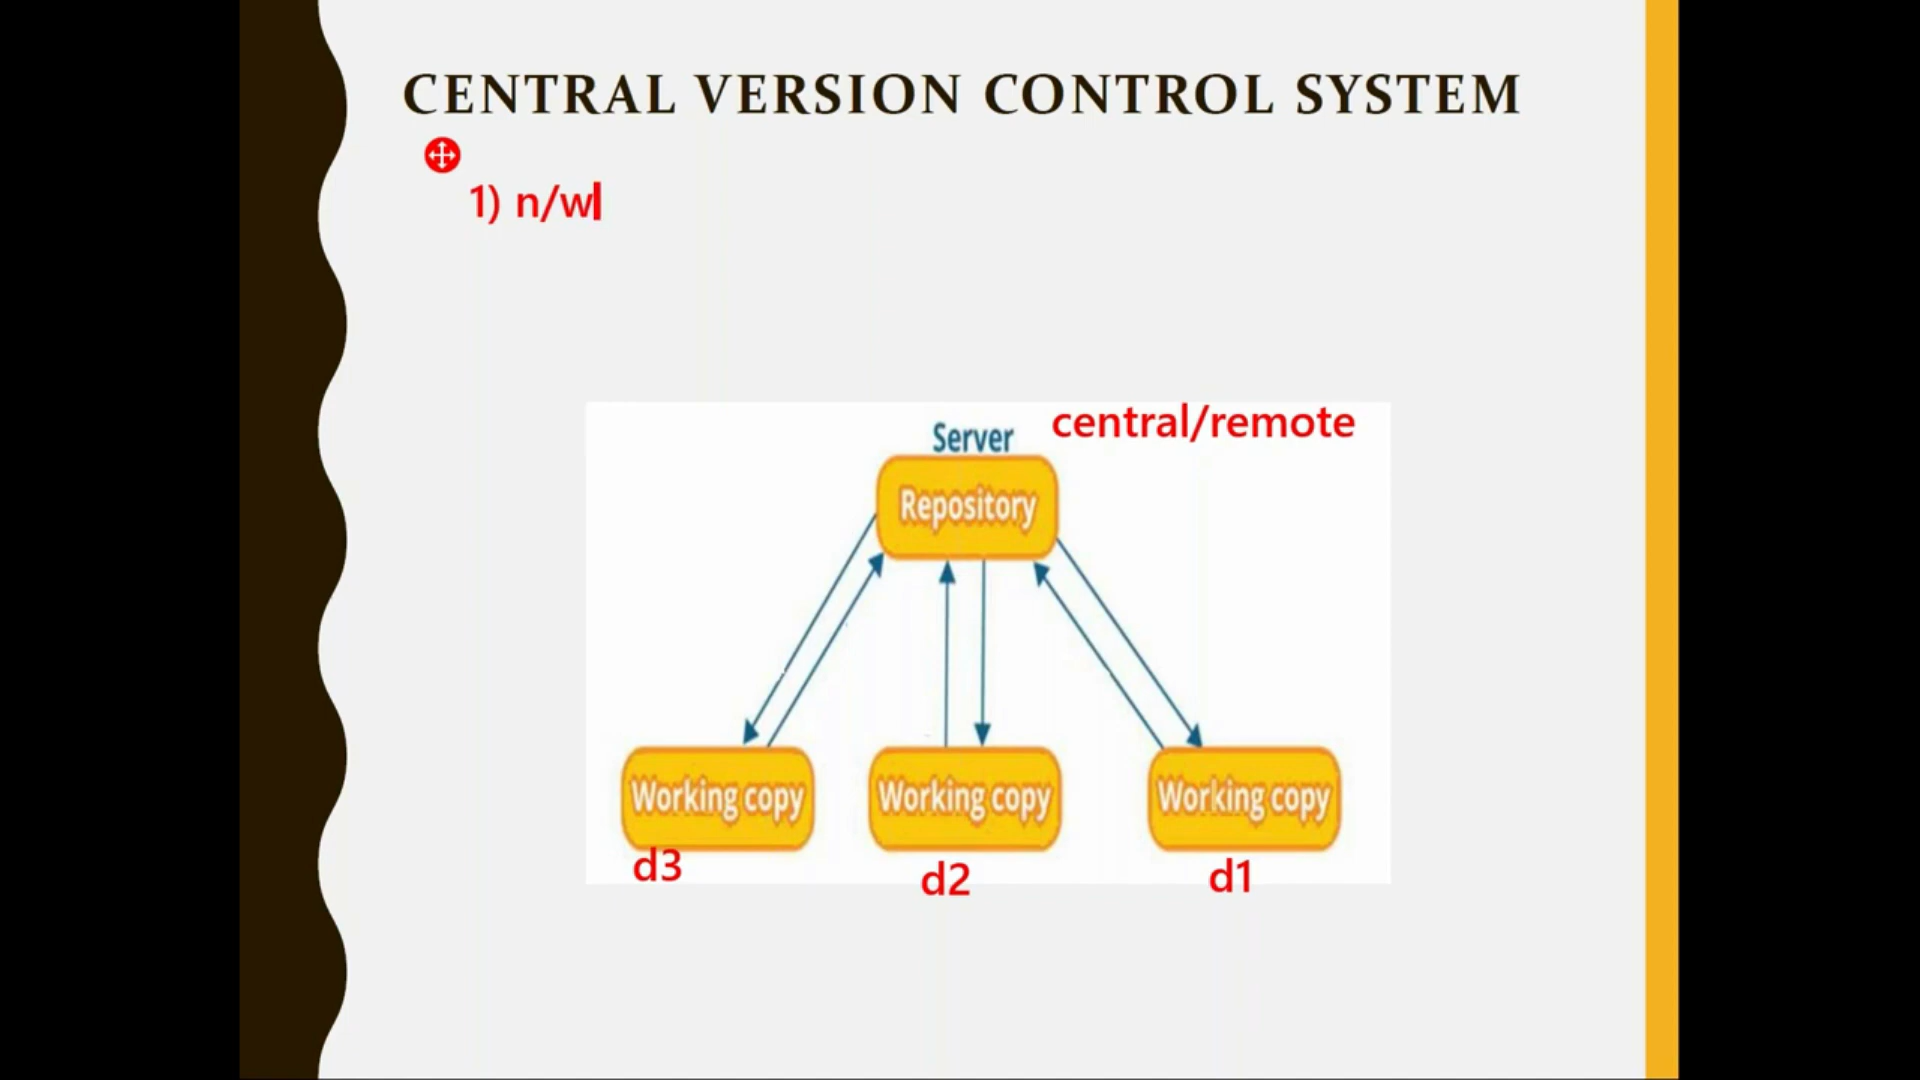 CENTRAL VERSION CONTROL SYSTEM
1) n/w
Server
central/remote
Repository
Working copy
Working copy
Working copy
d3
d2
d1